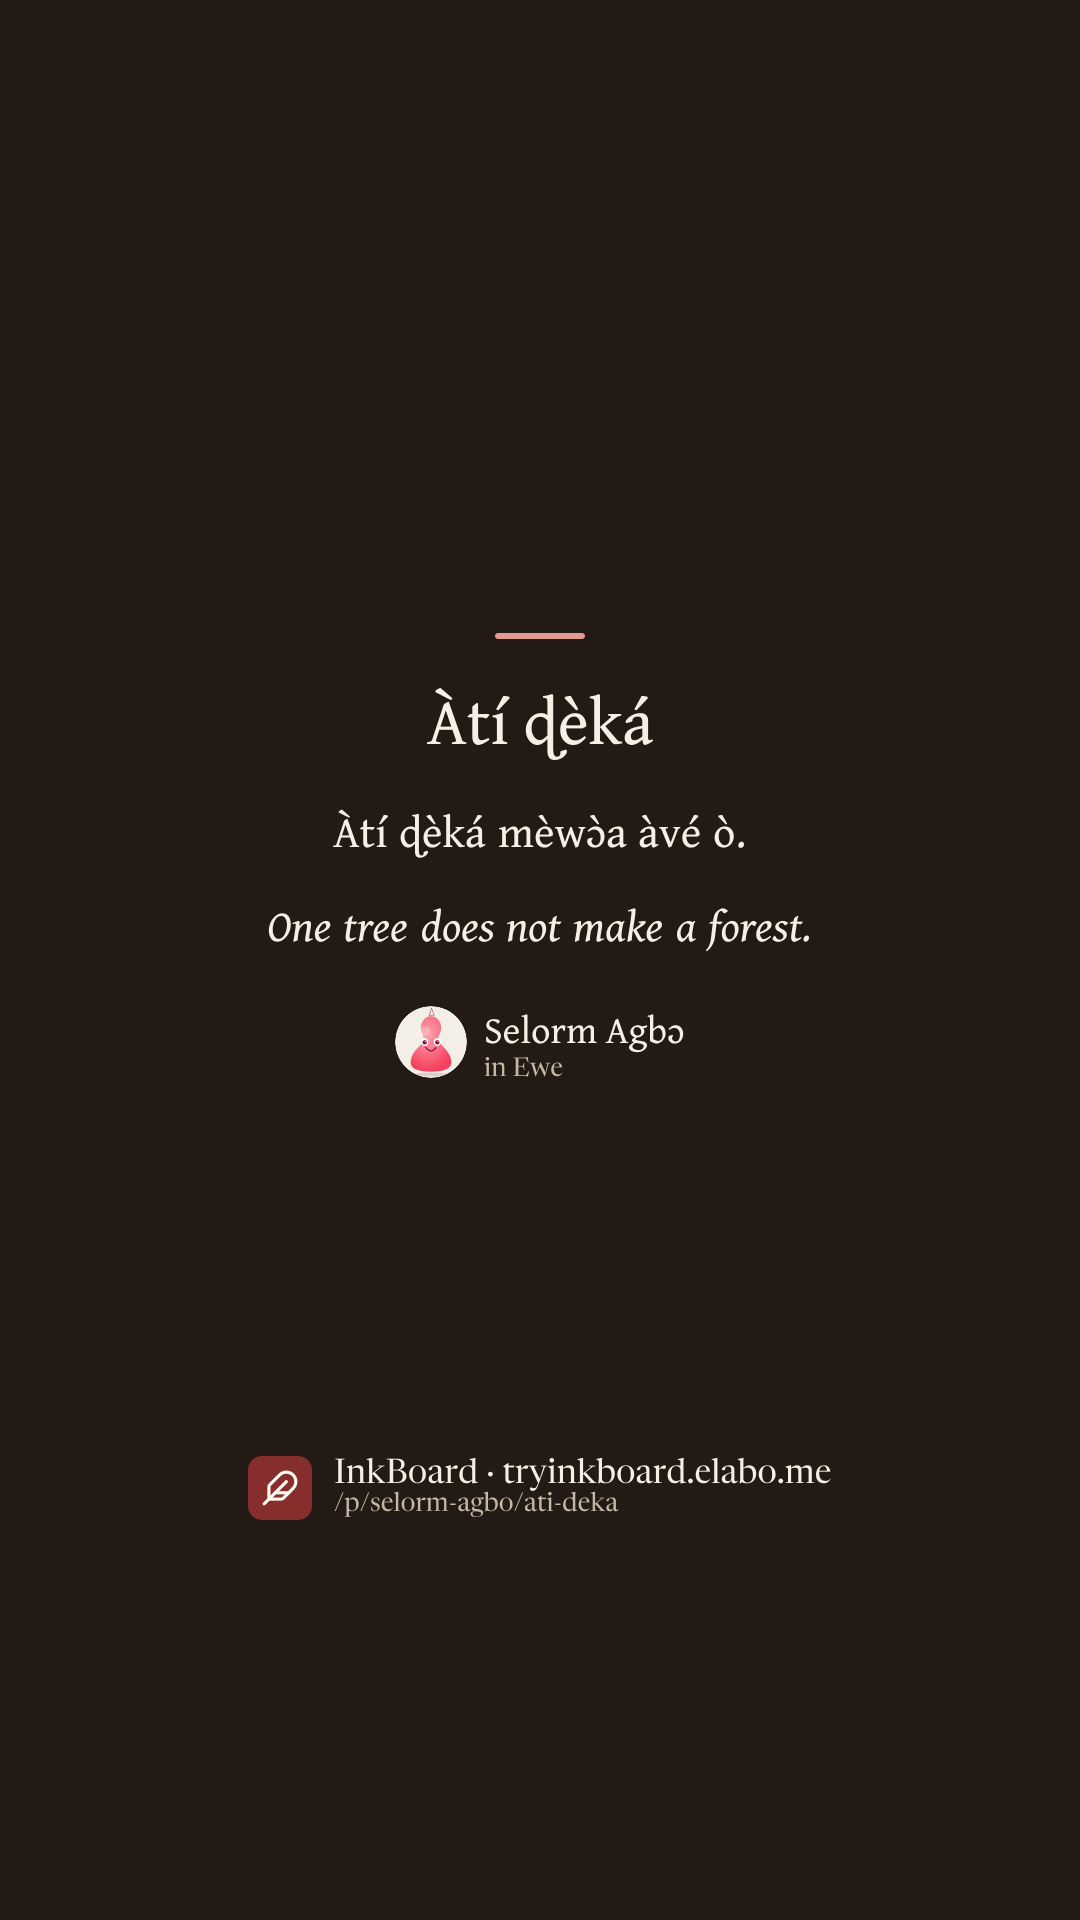 Àtí ɖèká
Àtí ɖèká mèwɔ̀a àvé ò.
One tree does not make a forest.
Selorm Agbɔ
in Ewe
InkBoard · tryinkboard.elabo.me
/p/selorm-agbo/ati-deka